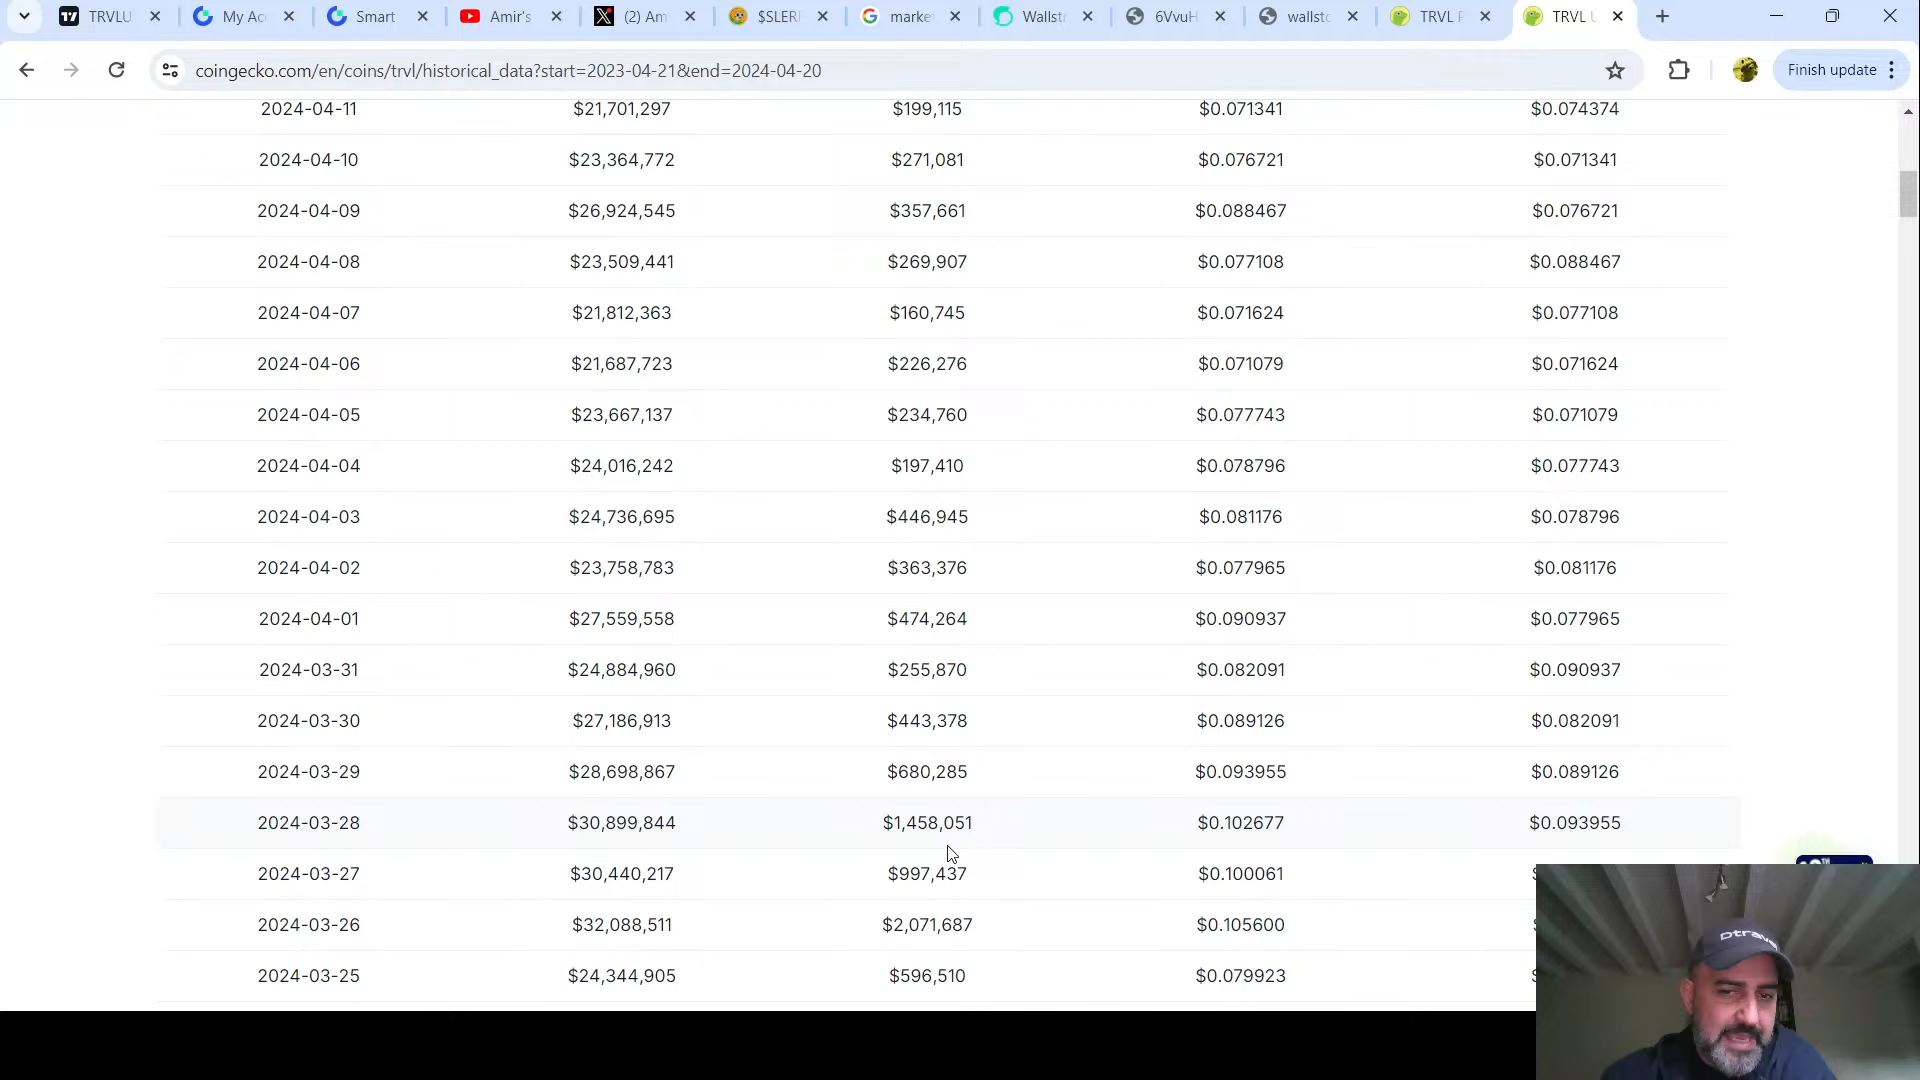 TRVLU
My Ac
Smart
Amir's
(2) Am
$SLERI
marke
Wallstr
6VvuH
wallstc
TRVL F
TRVL U
coingecko.com/en/coins/trvl/historical_data?start=2023-04-21&end=2024-04-20
Finish update
2024-04-11 $21,701,297 $199,115 $0.071341 $0.074374
2024-04-10 $23,364,772 $271,081 $0.076721 $0.071341
2024-04-09 $26,924,545 $357,661 $0.088467 $0.076721
2024-04-08 $23,509,441 $269,907 $0.077108 $0.088467
2024-04-07 $21,812,363 $160,745 $0.071624 $0.077108
2024-04-06 $21,687,723 $226,276 $0.071079 $0.071624
2024-04-05 $23,667,137 $234,760 $0.077743 $0.071079
2024-04-04 $24,016,242 $197,410 $0.078796 $0.077743
2024-04-03 $24,736,695 $446,945 $0.081176 $0.078796
2024-04-02 $23,758,783 $363,376 $0.077965 $0.081176
2024-04-01 $27,559,558 $474,264 $0.090937 $0.077965
2024-03-31 $24,884,960 $255,870 $0.082091 $0.090937
2024-03-30 $27,186,913 $443,378 $0.089126 $0.082091
2024-03-29 $28,698,867 $680,285 $0.093955 $0.089126
2024-03-28 $30,899,844 $1,458,051 $0.102677 $0.093955
2024-03-27 $30,440,217 $997,437 $0.100061
2024-03-26 $32,088,511 $2,071,687 $0.105600
2024-03-25 $24,344,905 $596,510 $0.079923
Dtrave